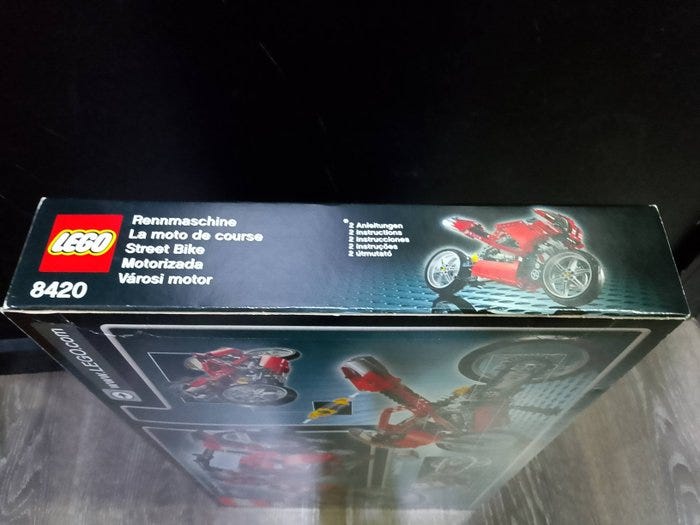 LEGO
8420
Rennmaschine
La moto de course
Street Bike
Motorizada
Városi motor
2 Anleitungen
2 Instructions
2 Instrucciones
2 Instruções
2 útmutató
www.LEGO.com